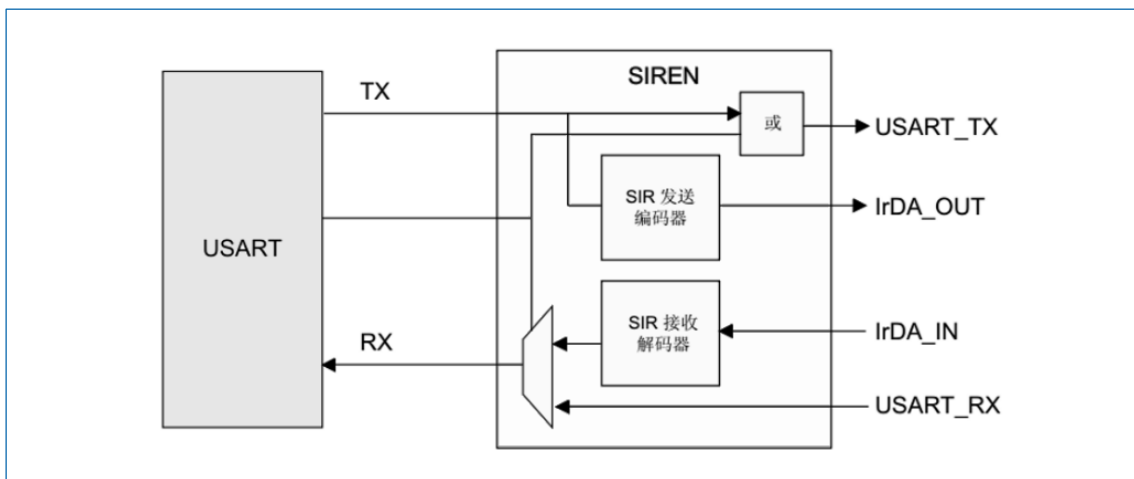 SIREN
TX
或
USART_TX
SIR 发送
编码器
IrDA_OUT
USART
SIR 接收
解码器
IrDA_IN
RX
USART_RX